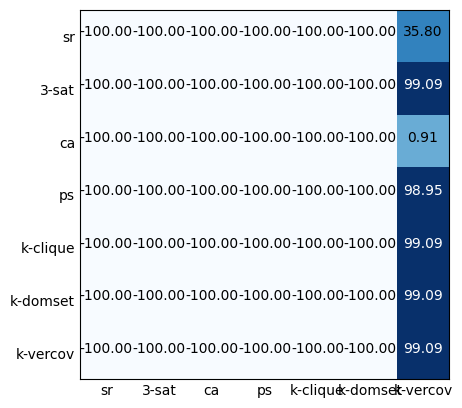 sr -100.00 -100.00 -100.00 -100.00 -100.00 -100.00 35.80
3-sat -100.00 -100.00 -100.00 -100.00 -100.00 -100.00 99.09
ca -100.00 -100.00 -100.00 -100.00 -100.00 -100.00 0.91
ps -100.00 -100.00 -100.00 -100.00 -100.00 -100.00 98.95
k-clique -100.00 -100.00 -100.00 -100.00 -100.00 -100.00 99.09
k-domset -100.00 -100.00 -100.00 -100.00 -100.00 -100.00 99.09
k-vercov -100.00 -100.00 -100.00 -100.00 -100.00 -100.00 99.09
sr 3-sat ca ps k-clique k-domset k-vercov